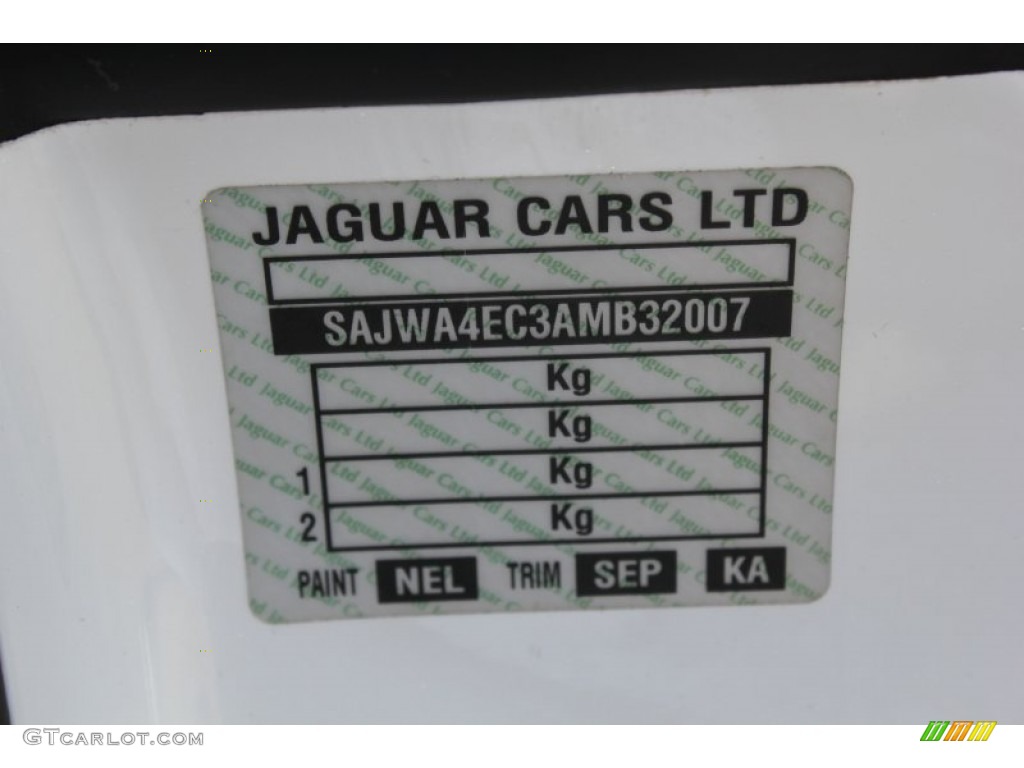 JAGUAR CARS LTD
SAJWA4EC3AMB32007
Kg
Kg
1 Kg
2 Kg
PAINT NEL TRIM SEP KA
GTCARLOT.COM